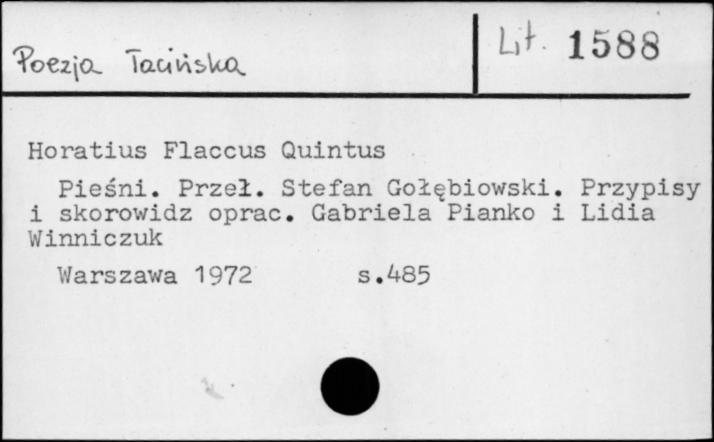 Poezja łacińska
Lit. 1588
Horatius Flaccus Quintus
Pieśni. Przeł. Stefan Gołębiowski. Przypisy
i skorowidz oprac. Gabriela Pianko i Lidia
Winniczuk
Warszawa 1972 s.485